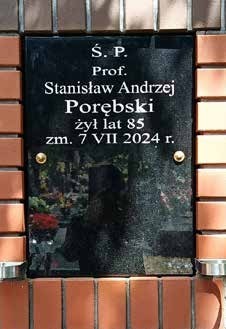 Ś. P.
Prof.
Stanisław Andrzej
Porębski
żył lat 85
zm. 7 VII 2024 r.